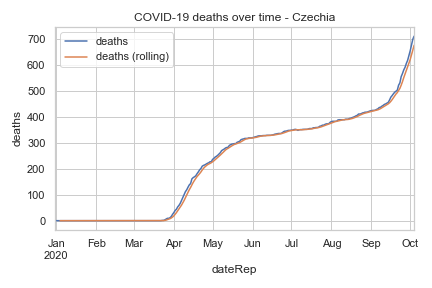 COVID-19 deaths over time - Czechia
deaths
deaths (rolling)
deaths
700
600
500
400
300
200
100
0
Jan Feb Mar Apr May Jun Jul Aug Sep Oct
2020
dateRep